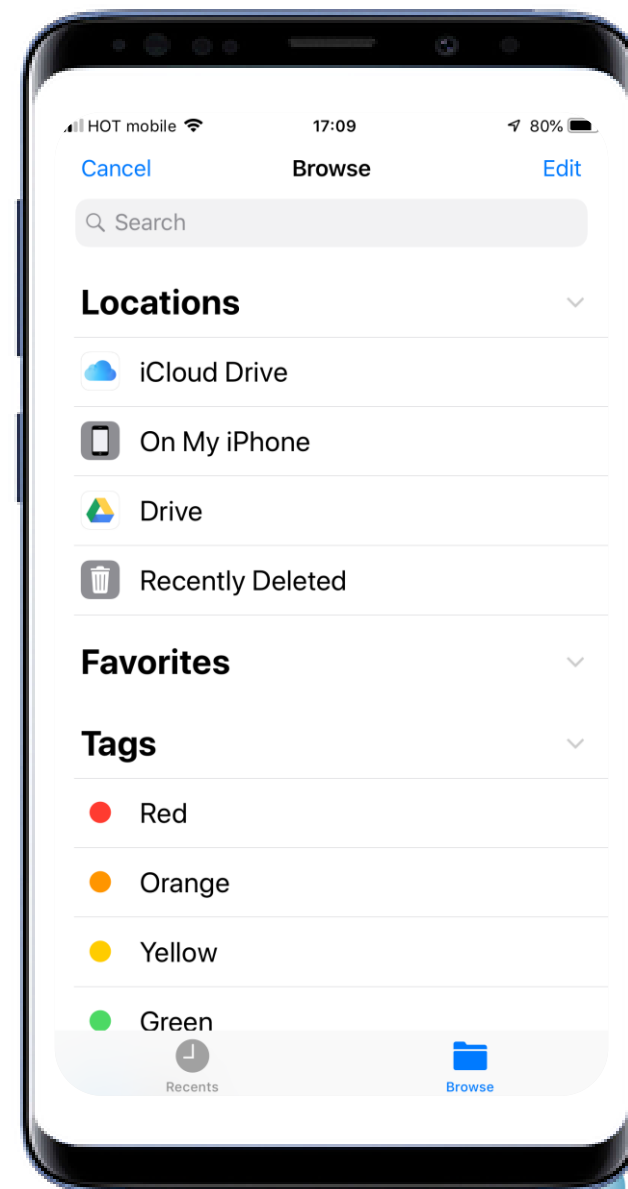 HOT mobile 17:09 80%
Cancel Browse Edit
Search
Locations
iCloud Drive
On My iPhone
Drive
Recently Deleted
Favorites
Tags
Red
Orange
Yellow
Green
Recents Browse